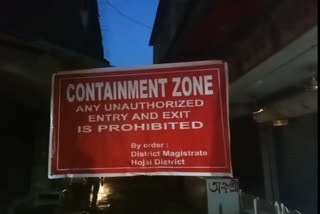 CONTAINMENT ZONE
ANY UNAUTHORIZED
ENTRY AND EXIT
IS PROHIBITED
By order :
District Magistrate
Hojai District